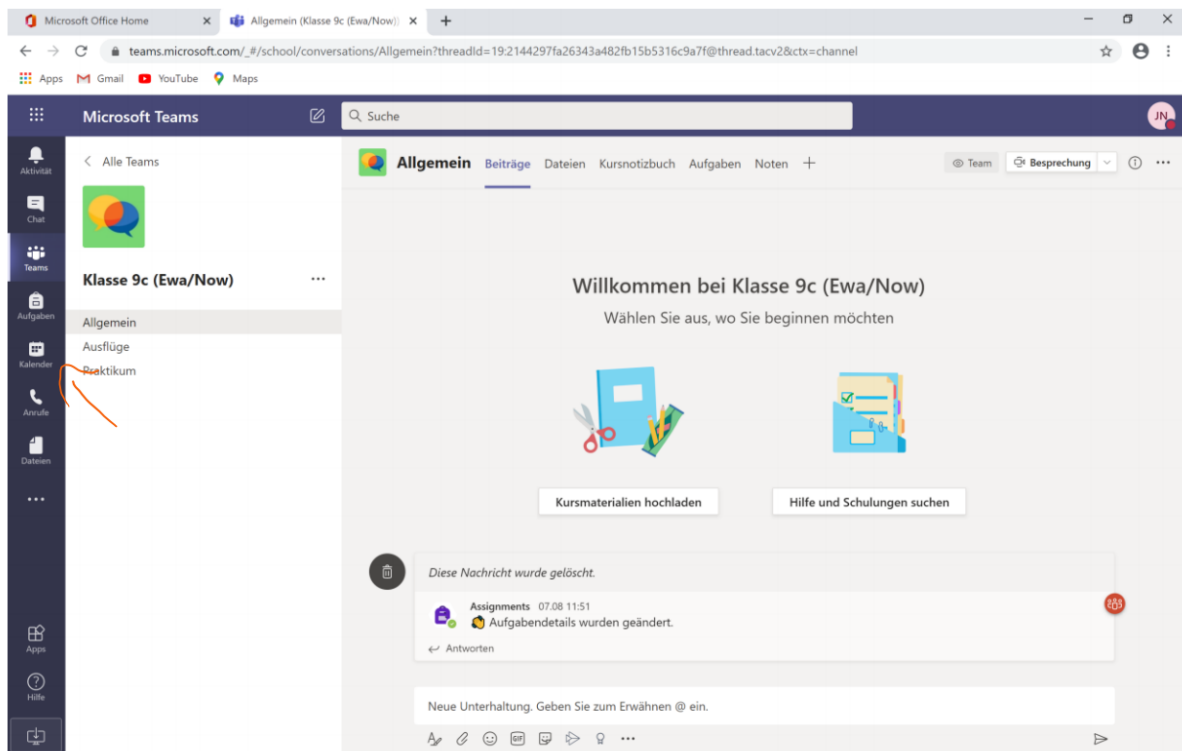 Microsoft Office Home
Allgemein (Klasse 9c (Ewa/Now))
teams.microsoft.com/_#/school/conversations/Allgemein?threadId=19:2144297fa26343a482fb15b5316c9a7f@thread.tacv2&ctx=channel
Apps Gmail YouTube Maps
Microsoft Teams
Suche
JN
Aktivität
Chat
Teams
Aufgaben
Kalender
Anrufe
Dateien
Apps
Hilfe
Alle Teams
Klasse 9c (Ewa/Now)
Allgemein
Ausflüge
Praktikum
Allgemein Beiträge Dateien Kursnotizbuch Aufgaben Noten
Team Besprechung
Willkommen bei Klasse 9c (Ewa/Now)
Wählen Sie aus, wo Sie beginnen möchten
Kursmaterialien hochladen Hilfe und Schulungen suchen
Diese Nachricht wurde gelöscht.
Assignments 07.08 11:51
Aufgabendetails wurden geändert.
Antworten
Neue Unterhaltung. Geben Sie zum Erwähnen @ ein.
GIF